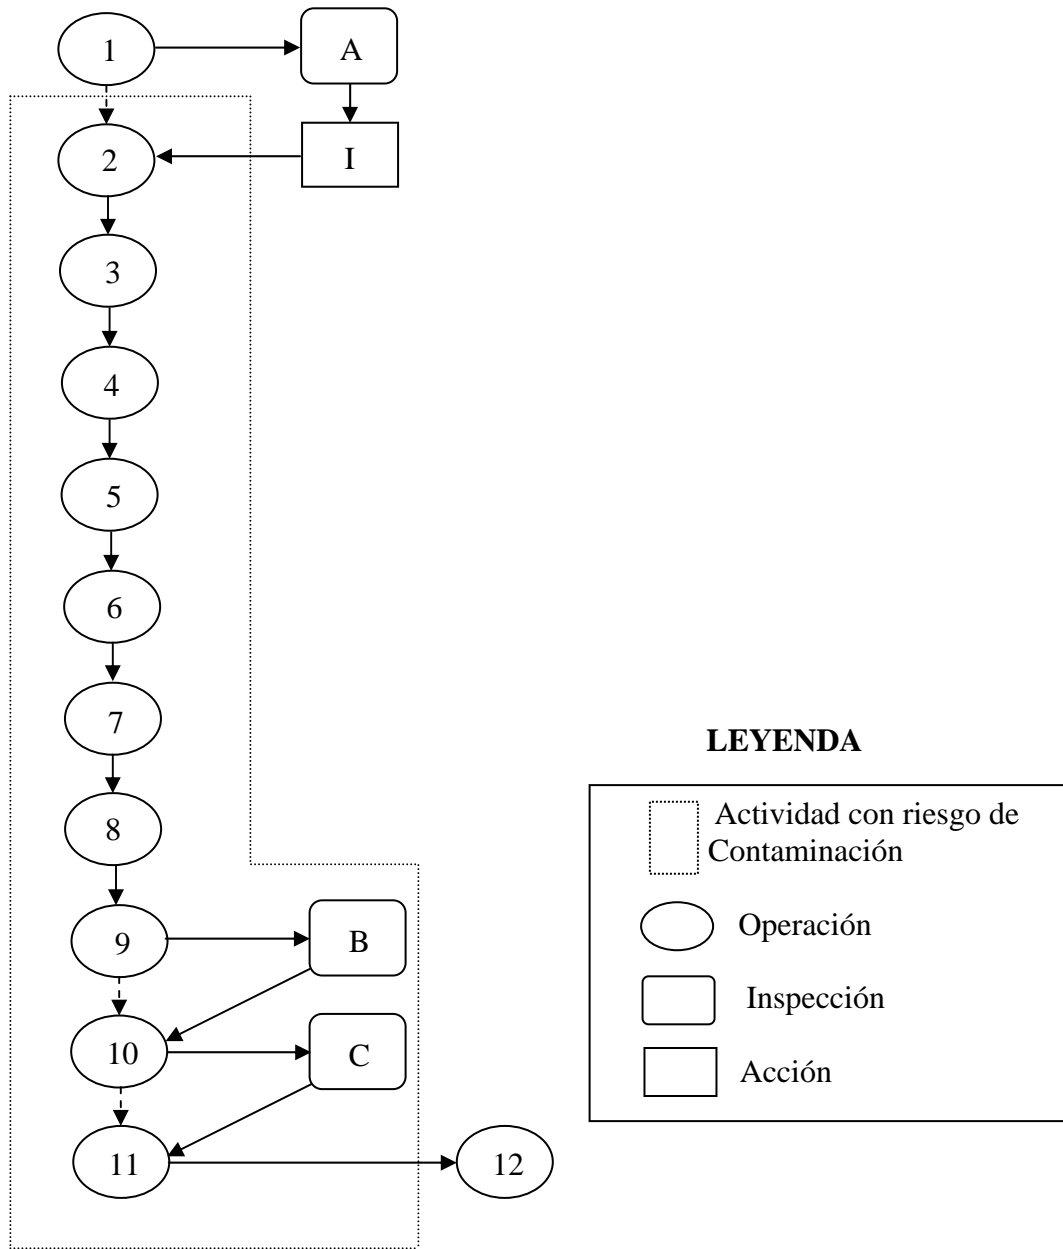 1
A
2
I
3
4
5
6
7
LEYENDA
8
Actividad con riesgo de
Contaminación
9
B
Operación
Inspección
10
C
Acción
11
12